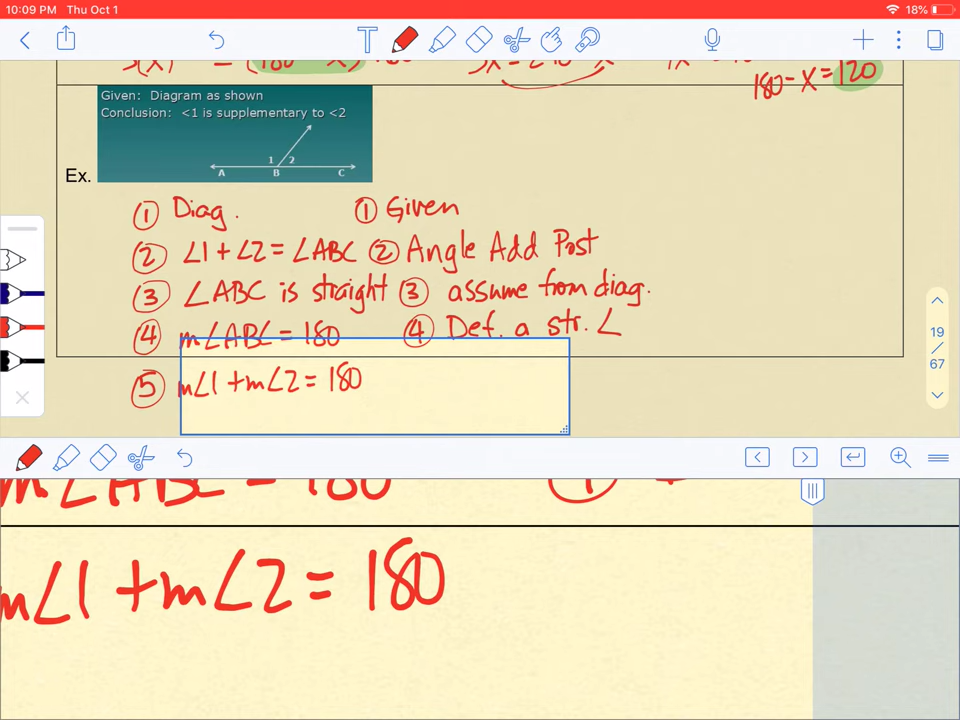 10:09 PM Thu Oct 1 18%
180 - x = 120
Given: Diagram as shown
Conclusion: <1 is supplementary to <2
1 2
A B C
Ex.
① Diag. ① Given
② ∠1 + ∠2 = ∠ABC ② Angle Add Post
③ ∠ABC is straight ③ assume from diag.
④ m∠ABC = 180 ④ Def. a str. ∠
⑤ m∠1 + m∠2 = 180
19
/
67
m∠ABC = 180
m∠1 + m∠2 = 180